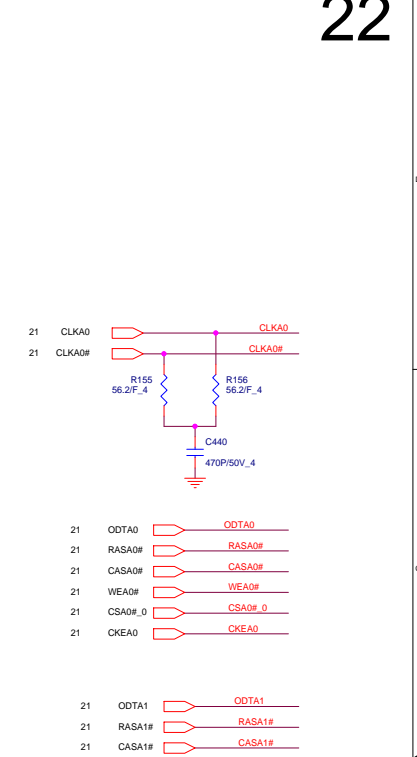 22
21 CLKA0 CLKA0
21 CLKA0# CLKA0#
R155 R156
56.2/F_4 56.2/F_4
C440
470P/50V_4
21 ODTA0 ODTA0
21 RASA0# RASA0#
21 CASA0# CASA0#
21 WEA0# WEA0#
21 CSA0#_0 CSA0#_0
21 CKEA0 CKEA0
21 ODTA1 ODTA1
21 RASA1# RASA1#
21 CASA1# CASA1#